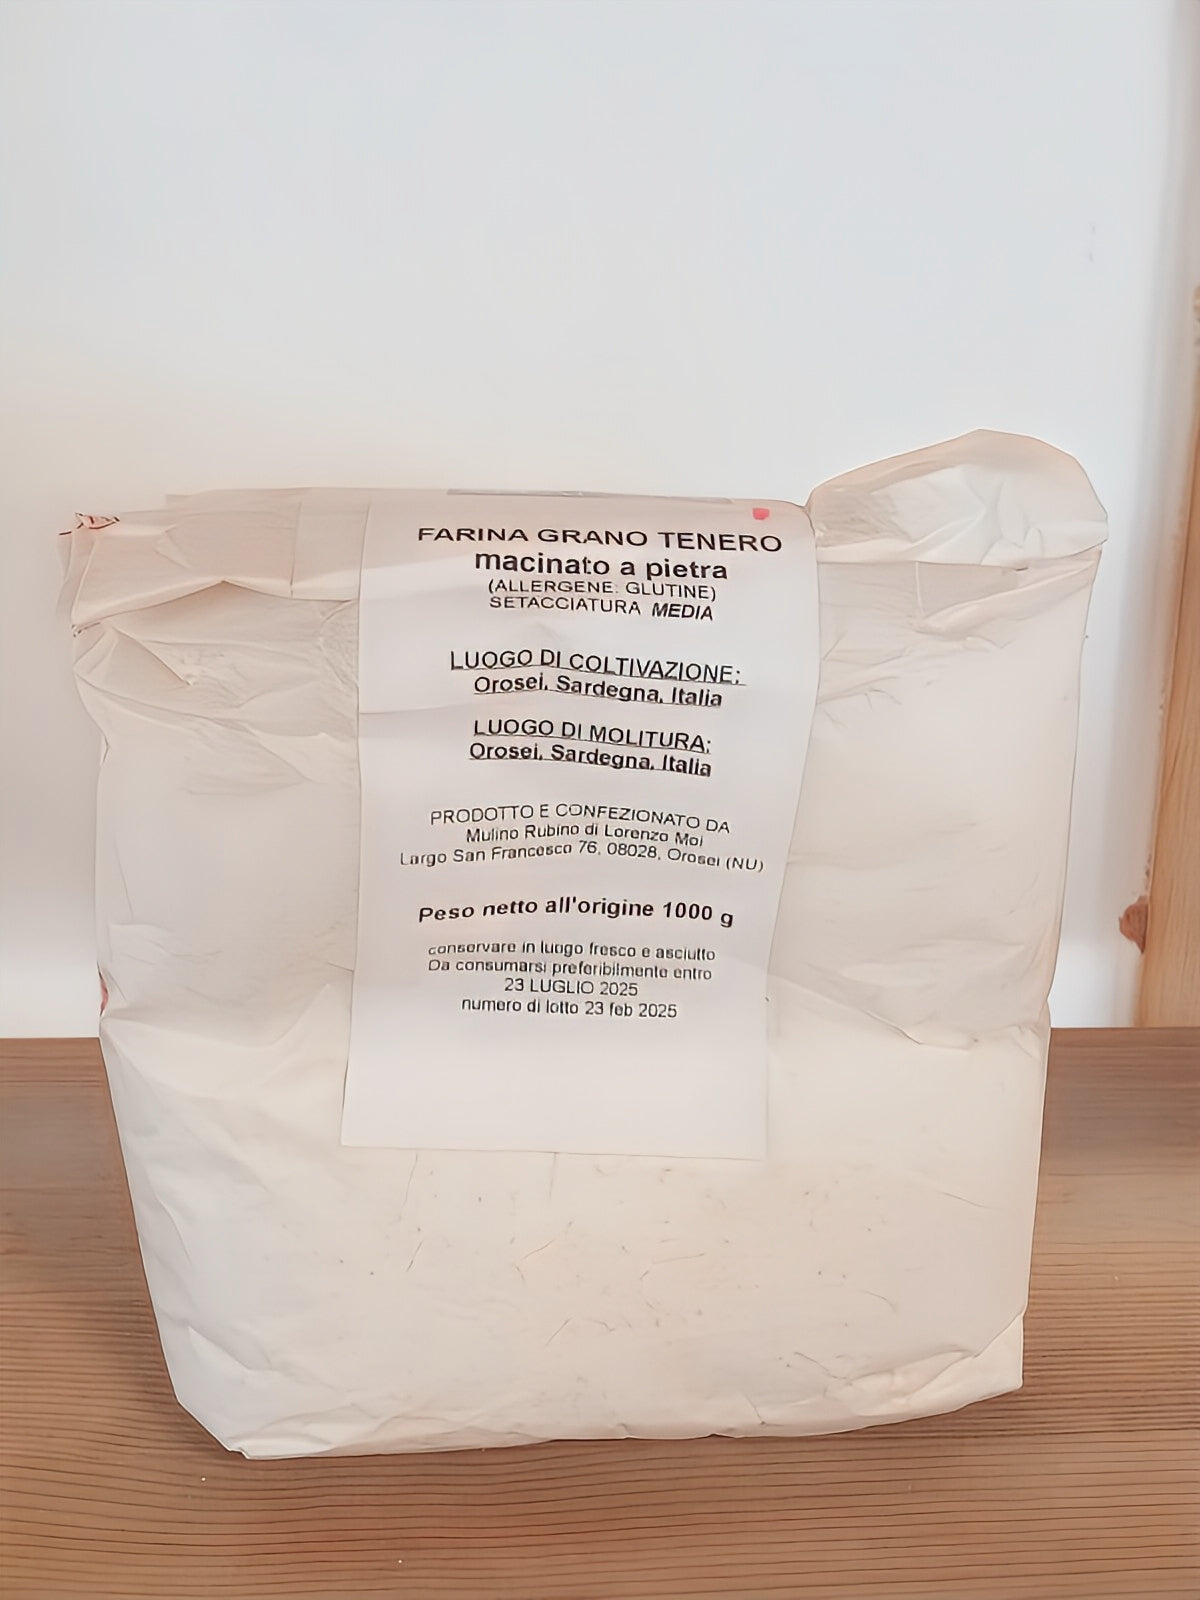 FARINA GRANO TENERO
macinato a pietra
(ALLERGENE: GLUTINE)
SETACCIATURA MEDIA
LUOGO DI COLTIVAZIONE:
Orosei, Sardegna, Italia
LUOGO DI MOLITURA:
Orosei, Sardegna, Italia
PRODOTTO E CONFEZIONATO DA
Mulino Rubino di Lorenzo Moi
Largo San Francesco 76, 08028, Orosei (NU)
Peso netto all'origine 1000 g
conservare in luogo fresco e asciutto
Da consumarsi preferibilmente entro
23 LUGLIO 2025
numero di lotto 23 feb 2025